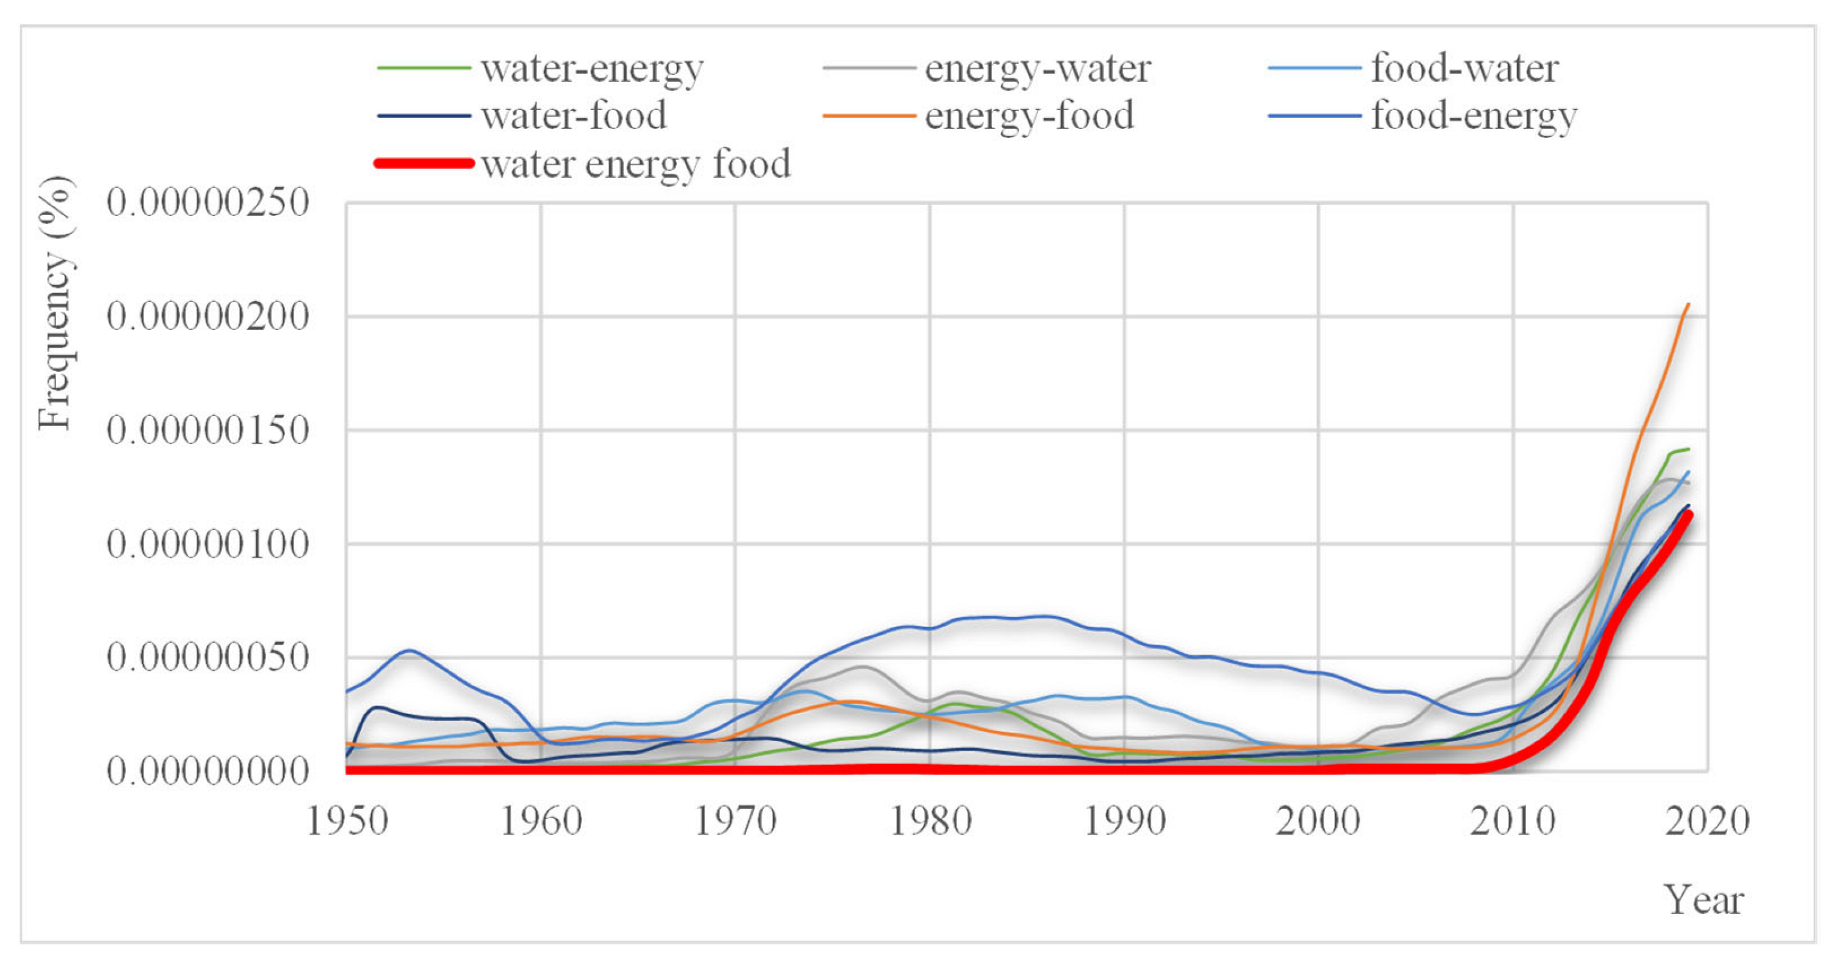 water-energy energy-water food-water
water-food energy-food food-energy
water energy food
Frequency (%)
0.00000250
0.00000200
0.00000150
0.00000100
0.00000050
0.00000000
1950 1960 1970 1980 1990 2000 2010 2020
Year